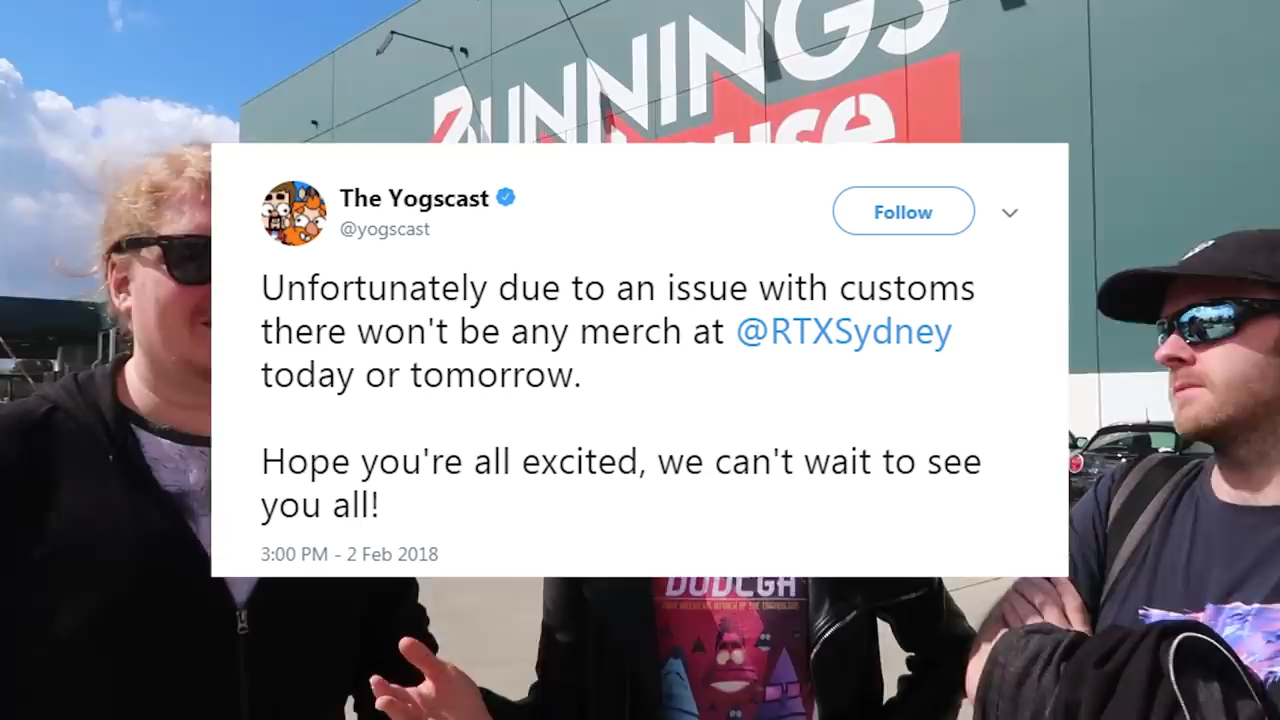 BUNNINGS
The Yogscast
@yogscast
Follow
Unfortunately due to an issue with customs
there won't be any merch at @RTXSydney
today or tomorrow.
Hope you're all excited, we can't wait to see
you all!
3:00 PM - 2 Feb 2018